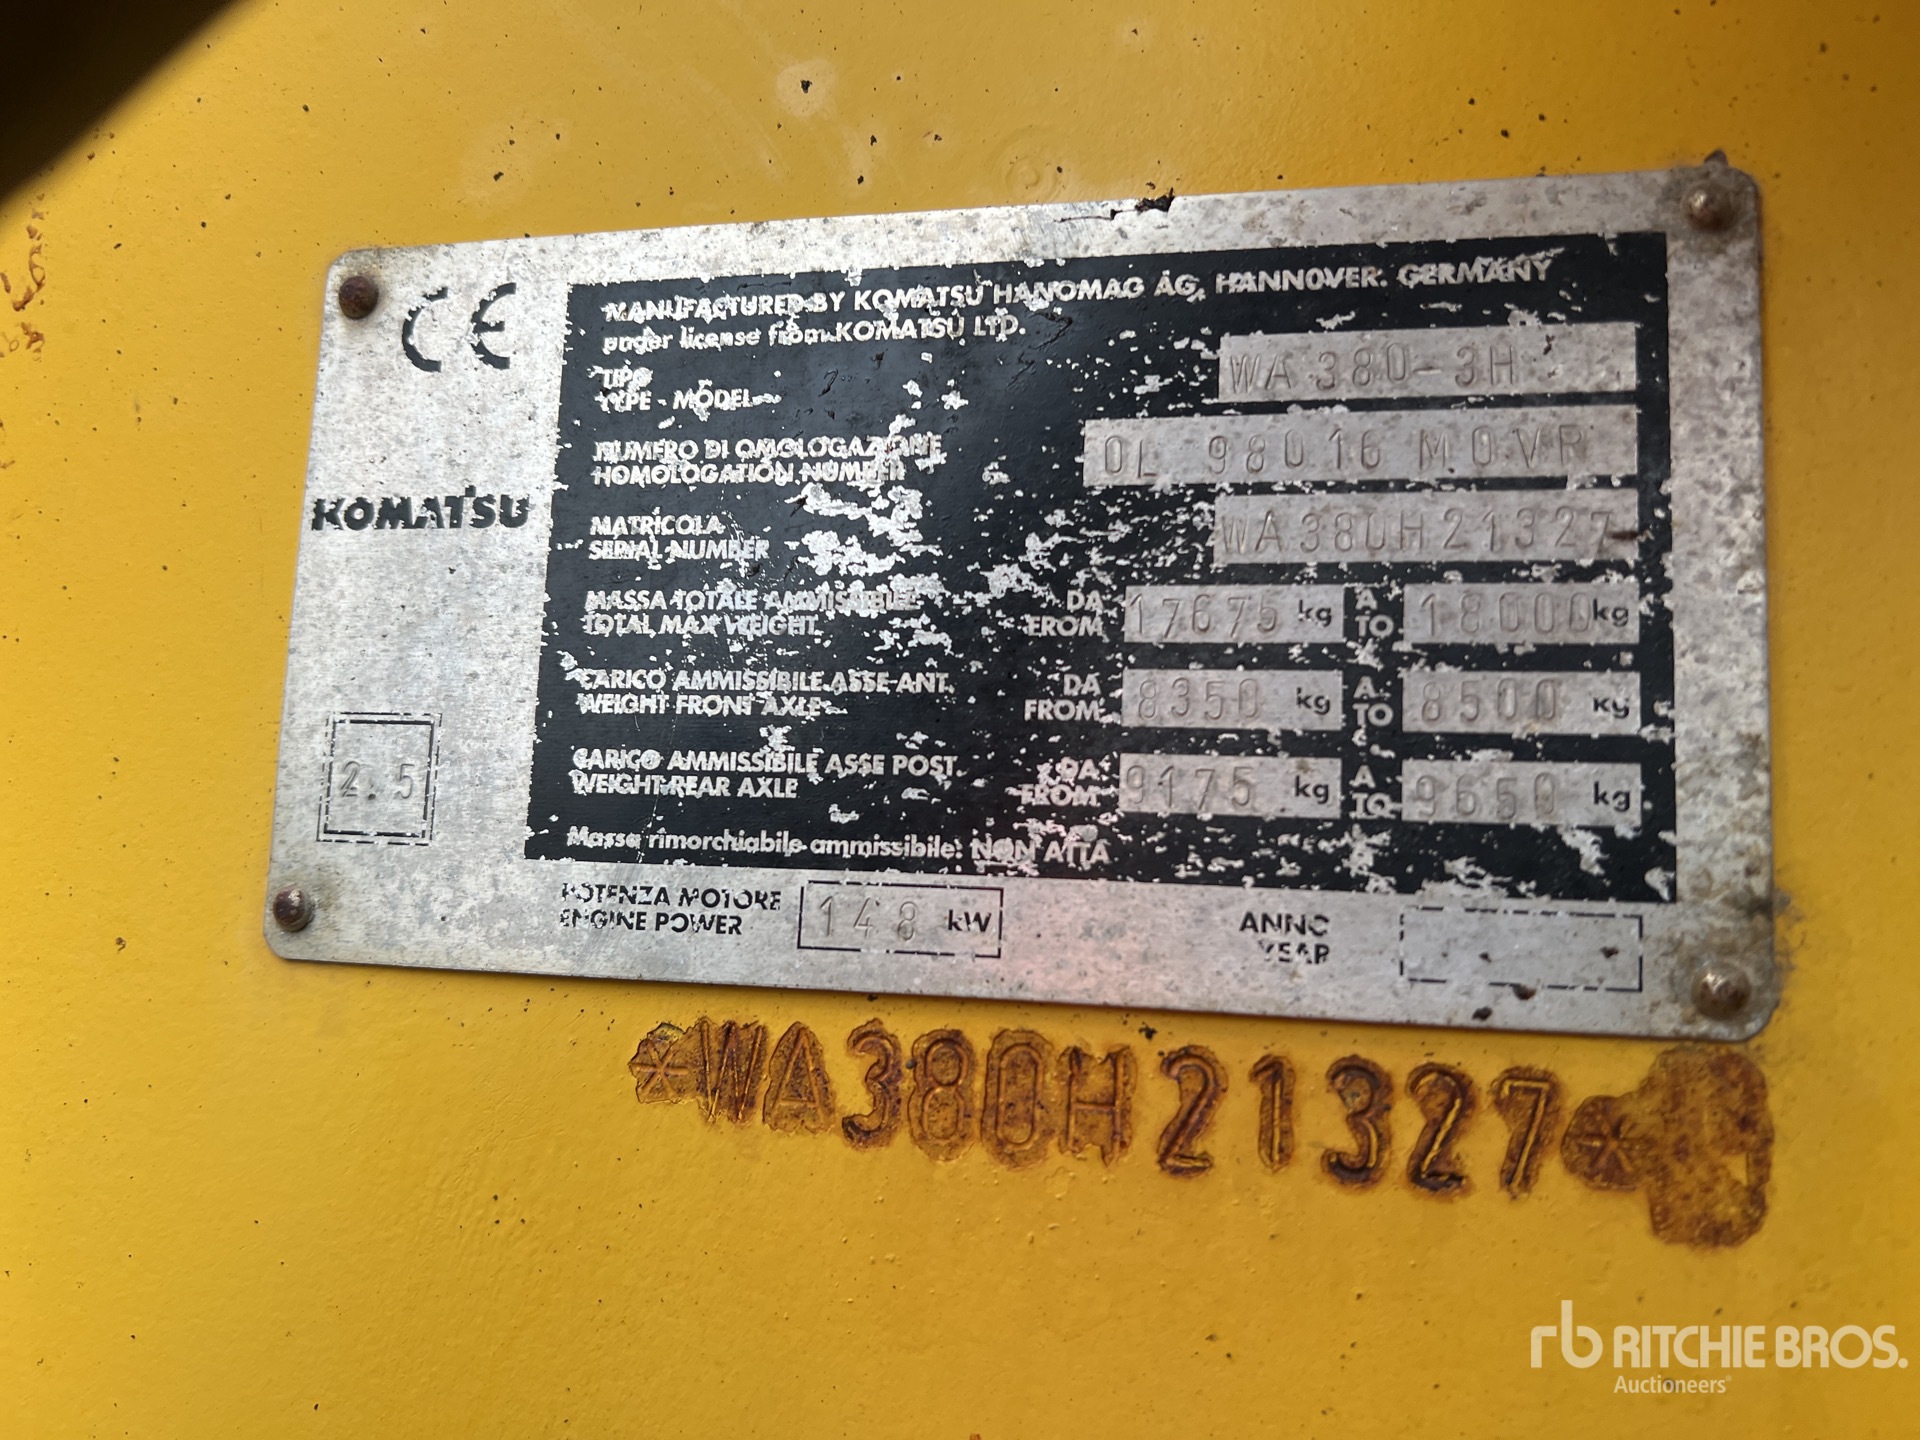 CE
MANUFACTURED BY KOMATSU HANOMAG AG, HANNOVER. GERMANY
under license from KOMATSU LTD.
TIPO
TYPE - MODEL
WA380-3H
NUMERO DI OMOLOGAZIONE
HOMOLOGATION NUMBER
OL 98016 MOVR
KOMATSU
MATRICOLA
SERIAL NUMBER
WA380H21327
MASSA TOTALE AMMISSIBILE DA 17675 kg A 18000 kg
TOTAL MAX WEIGHT FROM TO
CARICO AMMISSIBILE ASSE ANT. DA 8350 kg A 8500 kg
WEIGHT FRONT AXLE FROM TO
CARICO AMMISSIBILE ASSE POST. DA 9175 kg A 9650 kg
WEIGHT REAR AXLE FROM TO
2.5
Massa rimorchiabile ammissibile: NON ATTA
POTENZA MOTORE 148 kW
ENGINE POWER
ANNO
YEAR
*WA380H21327*
rb RITCHIE BROS.
Auctioneers